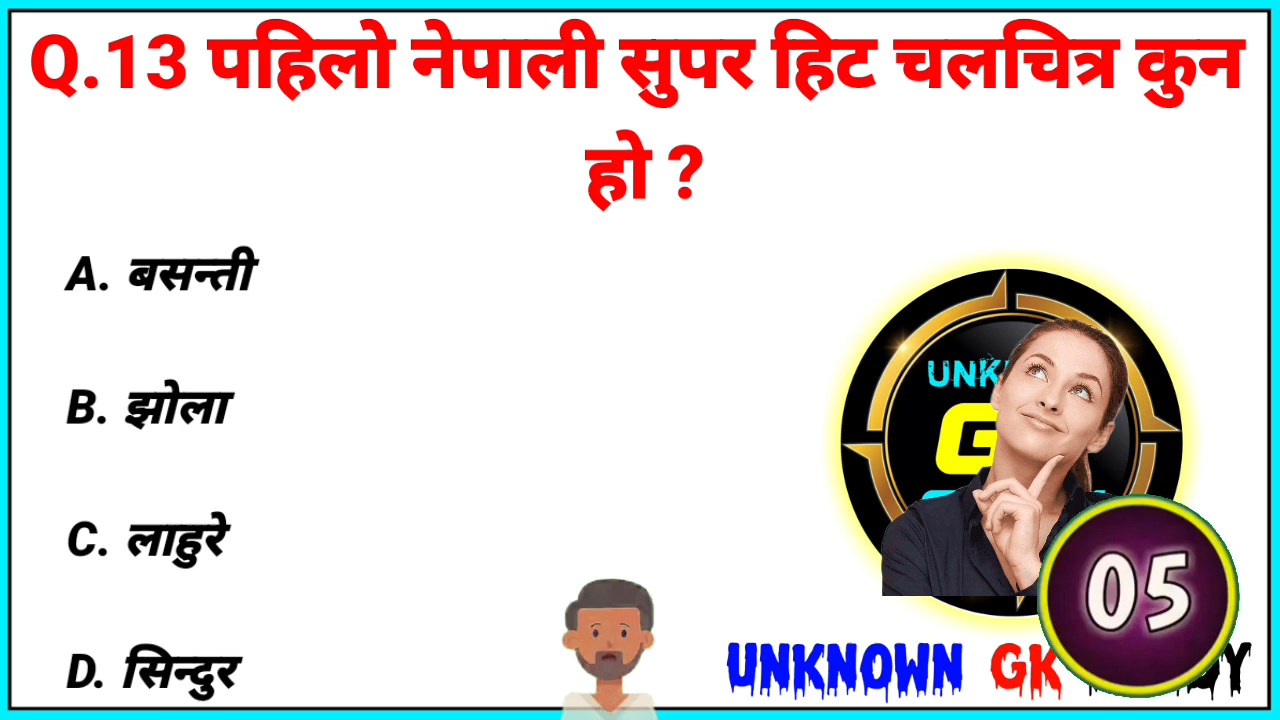 Q.13 पहिलो नेपाली सुपर हिट चलचित्र कुन
हो ?
A. बसन्ती
B. झोला
C. लाहुरे
D. सिन्दुर
05
UNKNOWN GK